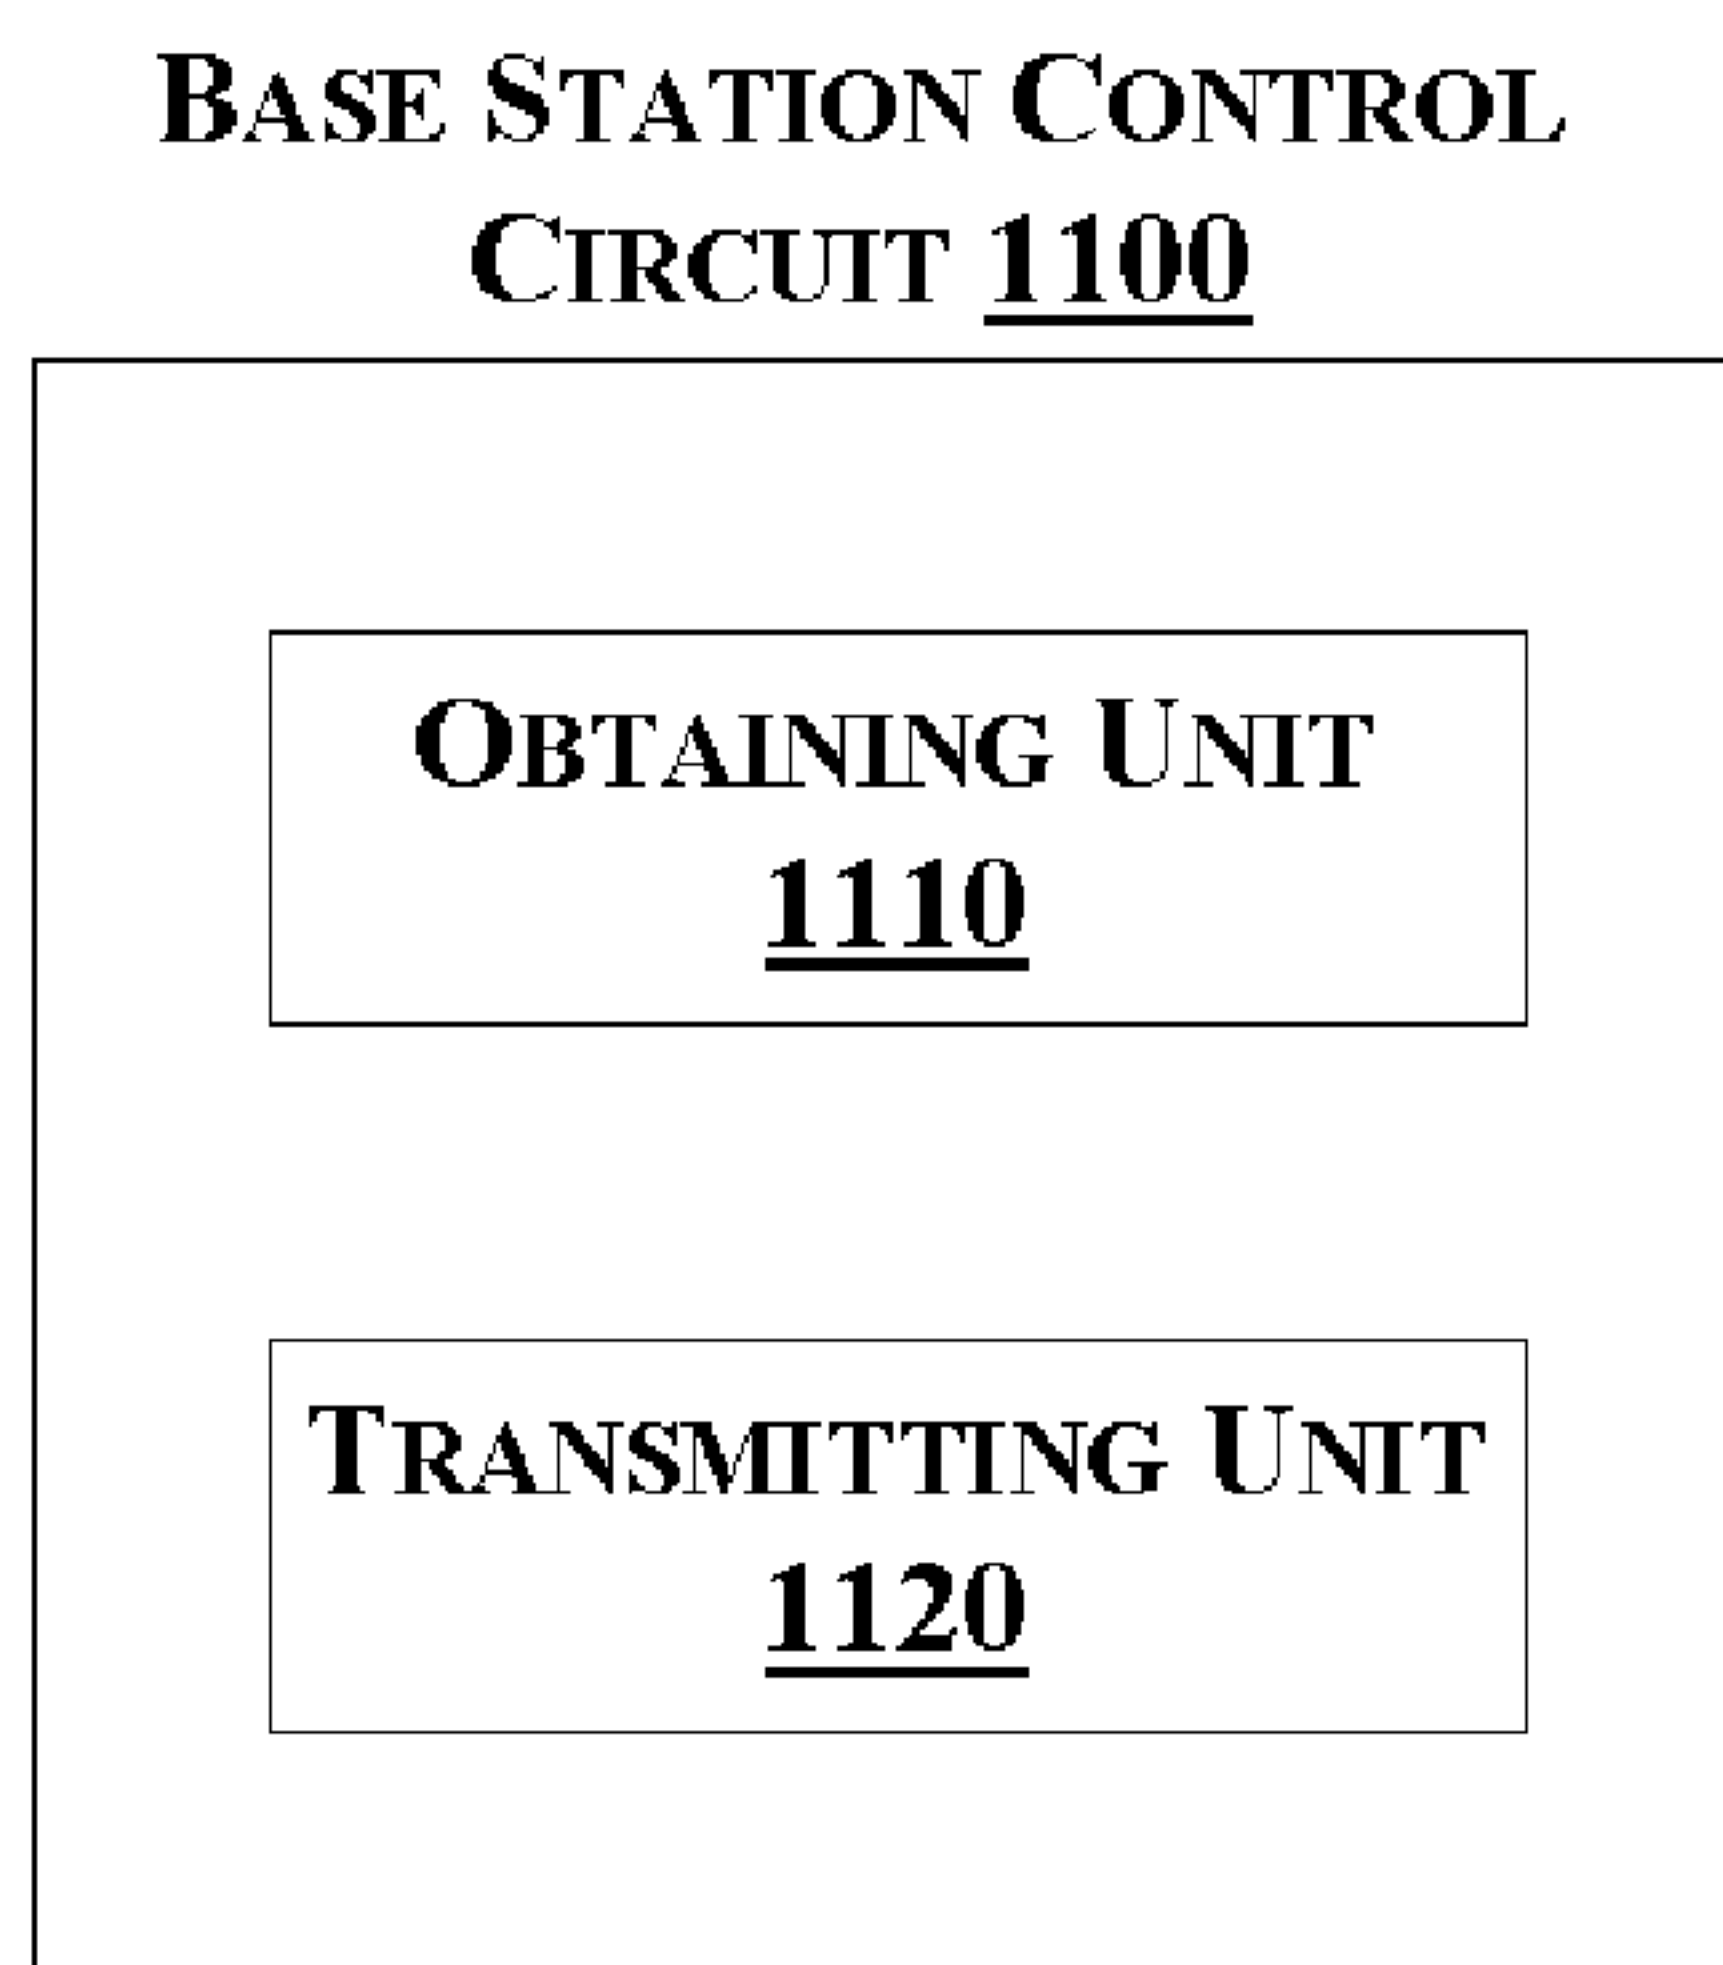 BASE STATION CONTROL
CIRCUIT 1100
OBTAINING UNIT
1110
TRANSMITTING UNIT
1120